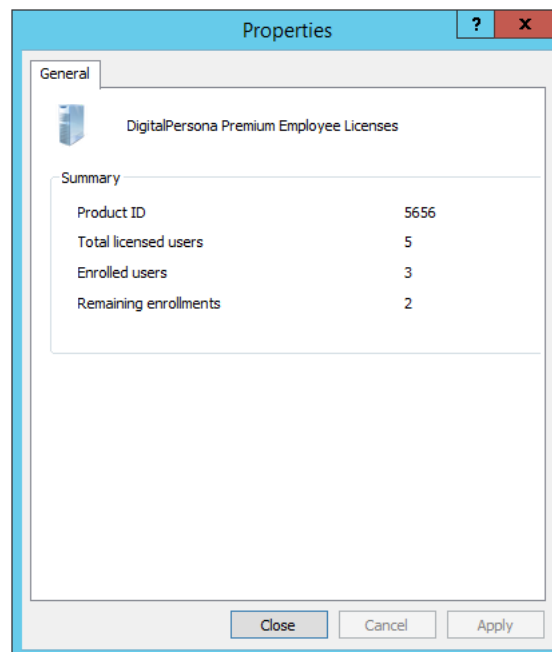 Properties
? x
General
DigitalPersona Premium Employee Licenses
Summary
Product ID 5656
Total licensed users 5
Enrolled users 3
Remaining enrollments 2
Close Cancel Apply